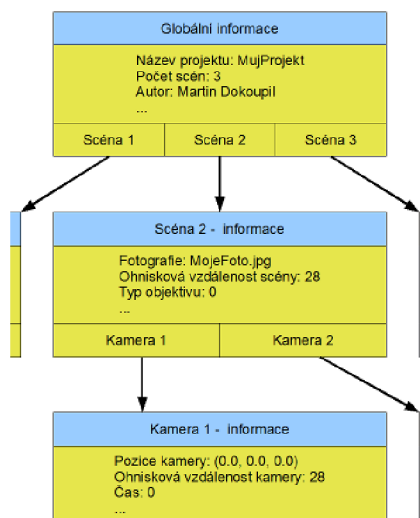 Globální informace
Název projektu: MujProjekt
Počet scén: 3
Autor: Martin Dokoupil
...
Scéna 1
Scéna 2
Scéna 3
Scéna 2 - informace
Fotografie: MojeFoto.jpg
Ohnisková vzdálenost scény: 28
Typ objektivu: 0
...
Kamera 1
Kamera 2
Kamera 1 - informace
Pozice kamery: (0.0, 0.0, 0.0)
Ohnisková vzdálenost kamery: 28
Čas: 0
...